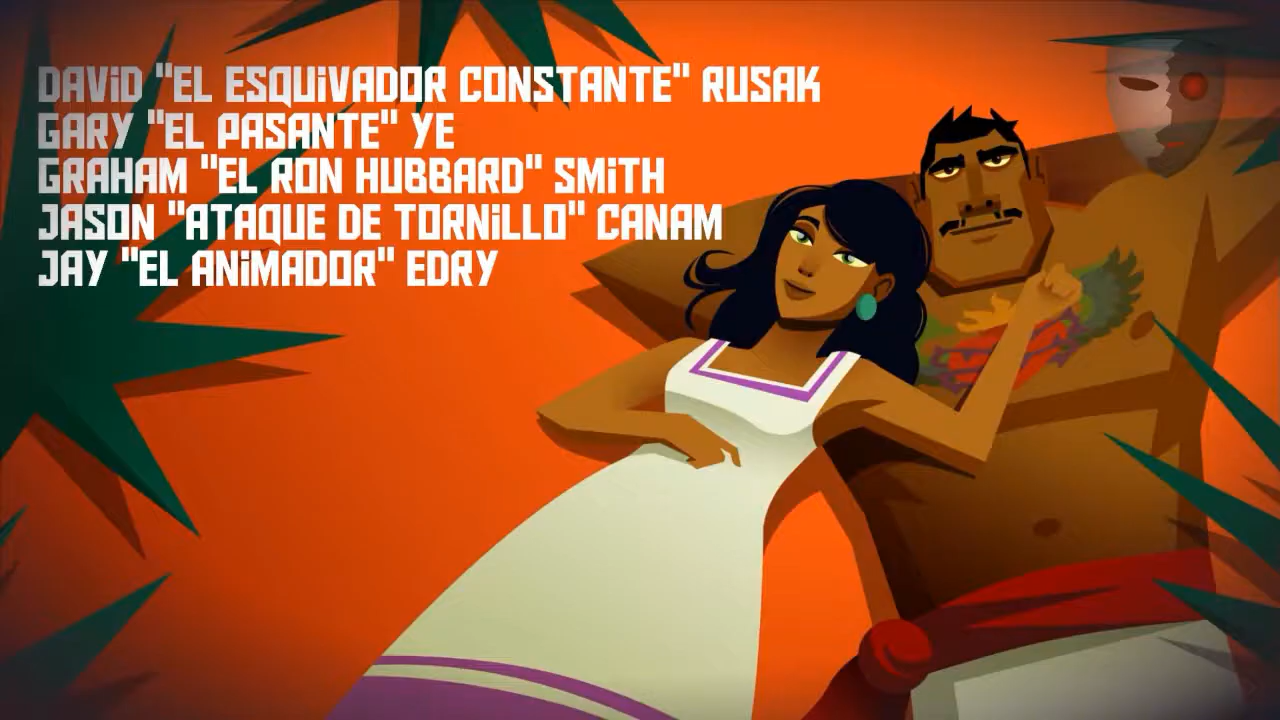 DAViD "EL ESQUiVADOR CONSTANTE" RUSAK
GARY "EL PASANTE" YE
GRAHAM "EL RON HUBBARD" SMiTH
JASON "ATAQUE DE TORNiLLO" CANAM
JAY "EL ANiMADOR" EDRY